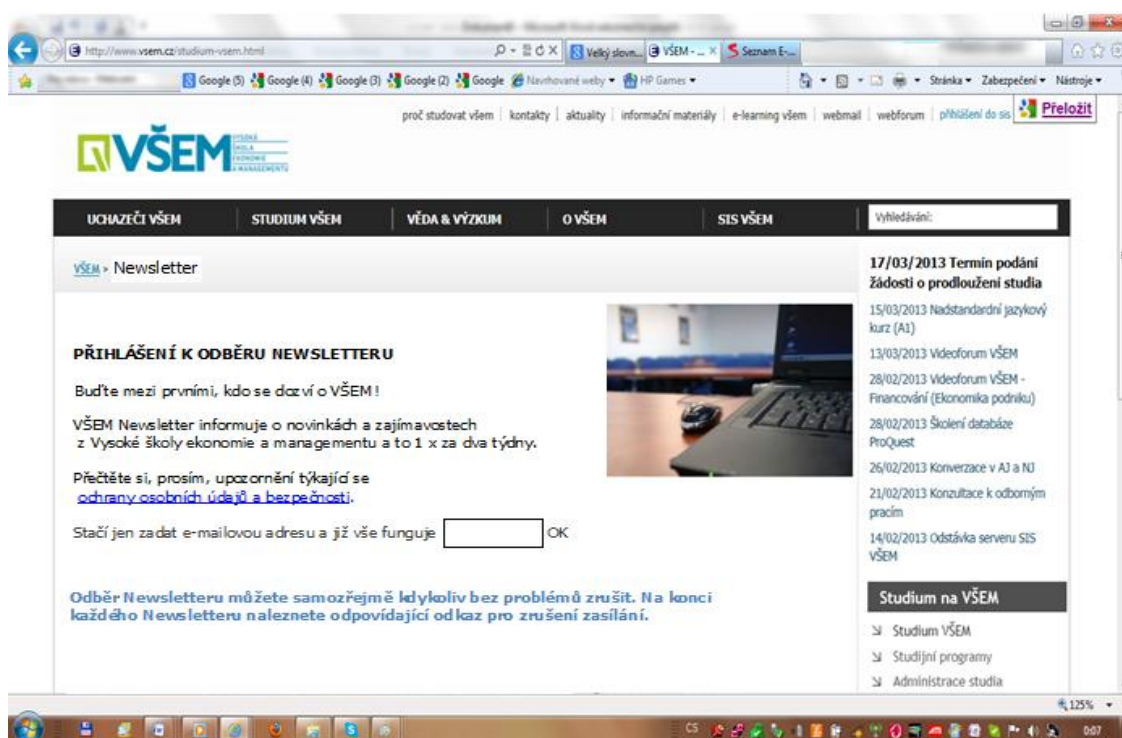 http://www.vsem.cz/studium-vsem.html
Velký slovn...
VŠEM - ...
Seznam E-...
Google (5) Google (4) Google (3) Google (2) Google Navrhované weby HP Games
Stránka Zabezpečení Nástroje
proč studovat všem | kontakty | aktuality | informační materiály | e-learning všem | webmail | webforum | přihlášení do sis
Přeložit
VŠEM
VYSOKÁ
ŠKOLA
EKONOMIE
A MANAGEMENTU
UCHAZEČI VŠEM
STUDIUM VŠEM
VĚDA & VÝZKUM
O VŠEM
SIS VŠEM
Vyhledávání:
VŠEM > Newsletter
PŘIHLÁŠENÍ K ODBĚRU NEWSLETTERU
Buďte mezi prvními, kdo se dozví o VŠEM!
VŠEM Newsletter informuje o novinkách a zajímavostech
z Vysoké školy ekonomie a managementu a to 1 x za dva týdny.
Přečtěte si, prosím, upozornění týkající se
ochrany osobních údajů a bezpečnosti.
Stačí jen zadat e-mailovou adresu a již vše funguje OK
Odběr Newsletteru můžete samozřejmě kdykoliv bez problémů zrušit. Na konci
každého Newsletteru naleznete odpovídající odkaz pro zrušení zasílání.
17/03/2013 Termín podání
žádosti o prodloužení studia
15/03/2013 Nadstandardní jazykový
kurz (A1)
13/03/2013 Videoforum VŠEM
28/02/2013 Videoforum VŠEM -
Financování (Ekonomika podniku)
28/02/2013 Školení databáze
ProQuest
26/02/2013 Konverzace v AJ a NJ
21/02/2013 Konzultace k odborným
pracím
14/02/2013 Odstávka serveru SIS
VŠEM
Studium na VŠEM
Studium VŠEM
Studijní programy
Administrace studia
125%
CS
0:07